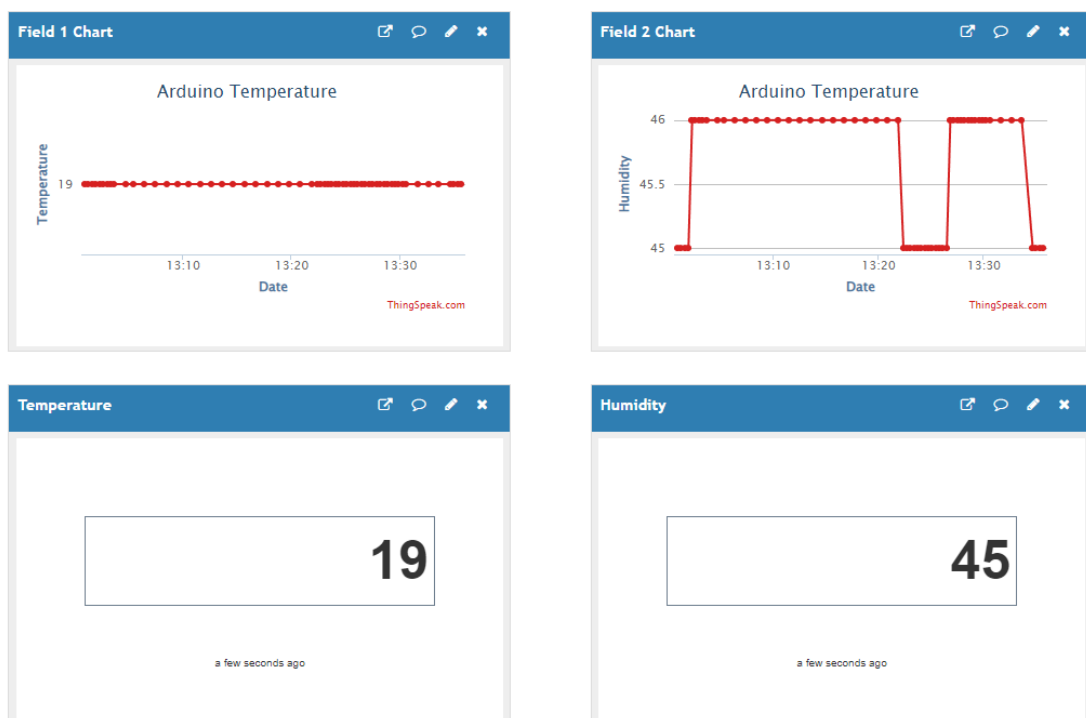 Field 1 Chart
Arduino Temperature
Temperature
19
13:10 13:20 13:30
Date
ThingSpeak.com
Field 2 Chart
Arduino Temperature
Humidity
46
45.5
45
13:10 13:20 13:30
Date
ThingSpeak.com
Temperature
19
a few seconds ago
Humidity
45
a few seconds ago